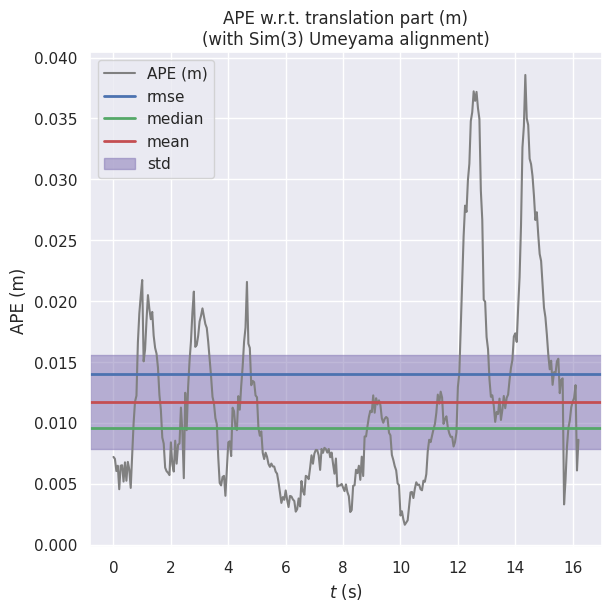 APE w.r.t. translation part (m)
(with Sim(3) Umeyama alignment)
APE (m)
rmse
median
mean
std
APE (m)
0.040
0.035
0.030
0.025
0.020
0.015
0.010
0.005
0.000
0 2 4 6 8 10 12 14 16
t (s)